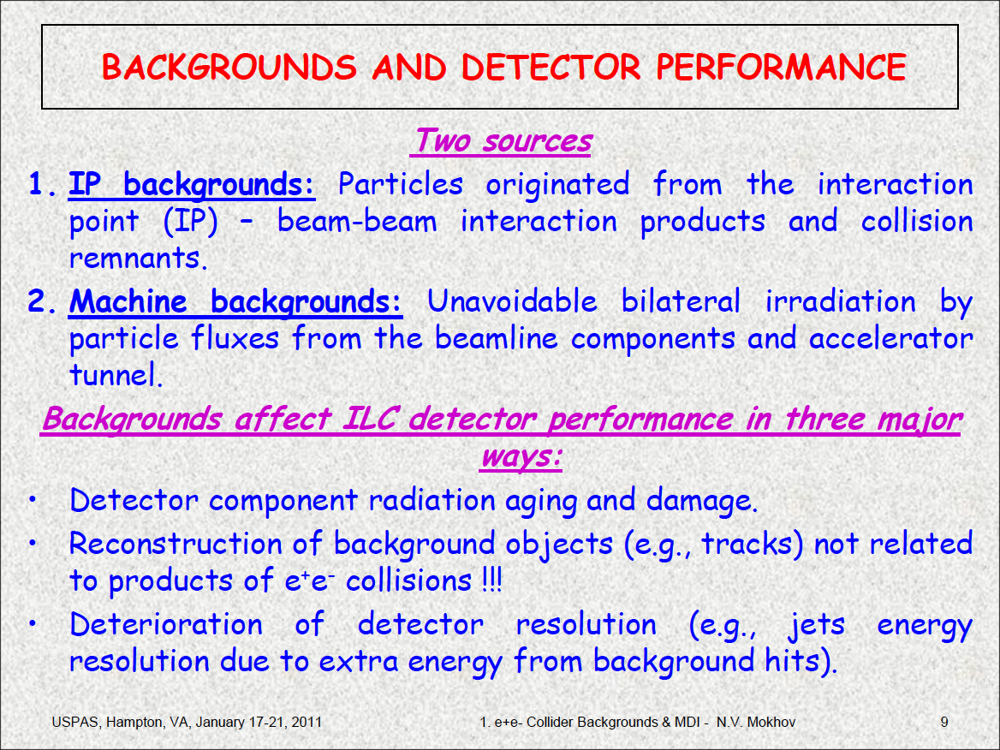 BACKGROUNDS AND DETECTOR PERFORMANCE
Two sources
1. IP backgrounds: Particles originated from the interaction
point (IP) – beam-beam interaction products and collision
remnants.
2. Machine backgrounds: Unavoidable bilateral irradiation by
particle fluxes from the beamline components and accelerator
tunnel.
Backgrounds affect ILC detector performance in three major
ways:
• Detector component radiation aging and damage.
• Reconstruction of background objects (e.g., tracks) not related
to products of e⁺e⁻ collisions !!!
• Deterioration of detector resolution (e.g., jets energy
resolution due to extra energy from background hits).
USPAS, Hampton, VA, January 17-21, 2011 1. e+e- Collider Backgrounds & MDI - N.V. Mokhov 9